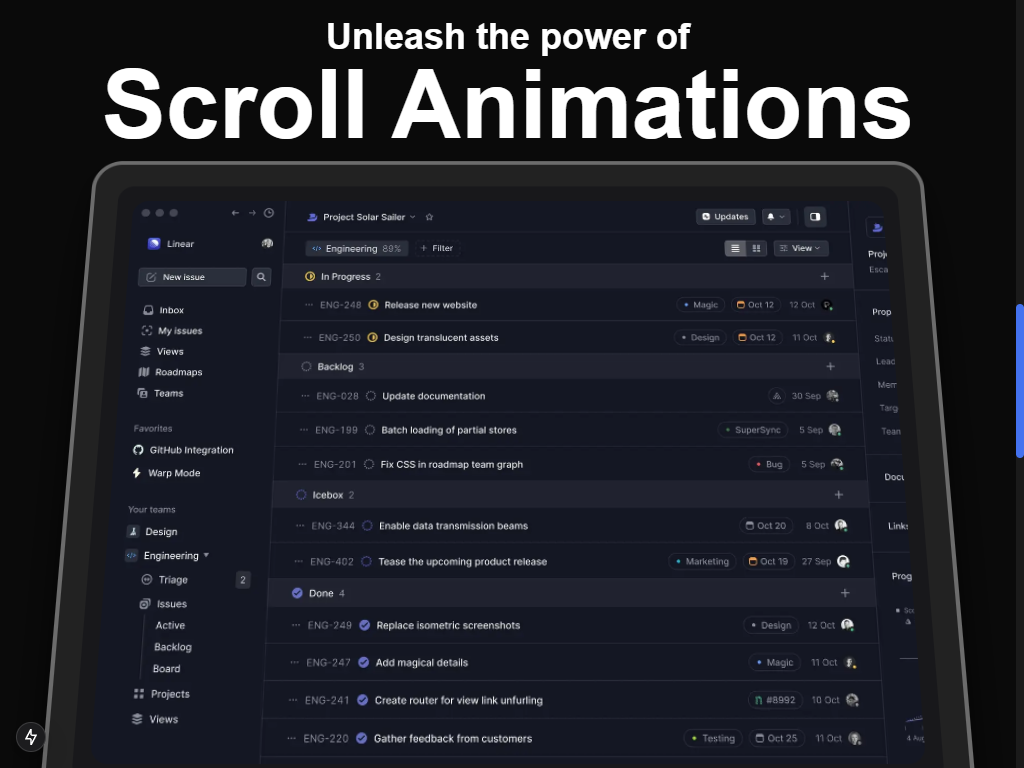 Unleash the power of
Scroll Animations
Project Solar Sailer
Updates
Linear
Engineering 89%
Filter
View
New issue
In Progress 2
Inbox
My issues
Views
Roadmaps
Teams
ENG-248 Release new website Magic Oct 12 12 Oct
ENG-250 Design translucent assets Design Oct 12 11 Oct
Backlog 3
ENG-028 Update documentation 30 Sep
ENG-199 Batch loading of partial stores SuperSync 5 Sep
ENG-201 Fix CSS in roadmap team graph Bug 5 Sep
Favorites
GitHub Integration
Warp Mode
Icebox 2
ENG-344 Enable data transmission beams Oct 20 8 Oct
ENG-402 Tease the upcoming product release Marketing Oct 19 27 Sep
Your teams
Design
Engineering
Triage 2
Issues
Active
Backlog
Board
Projects
Views
Done 4
ENG-249 Replace isometric screenshots Design 12 Oct
ENG-247 Add magical details Magic 11 Oct
ENG-241 Create router for view link unfurling #8992 10 Oct
ENG-220 Gather feedback from customers Testing Oct 25 11 Oct
Esca
Prop
Lead
Mem
Targ
Team
Docu
Links
Prog